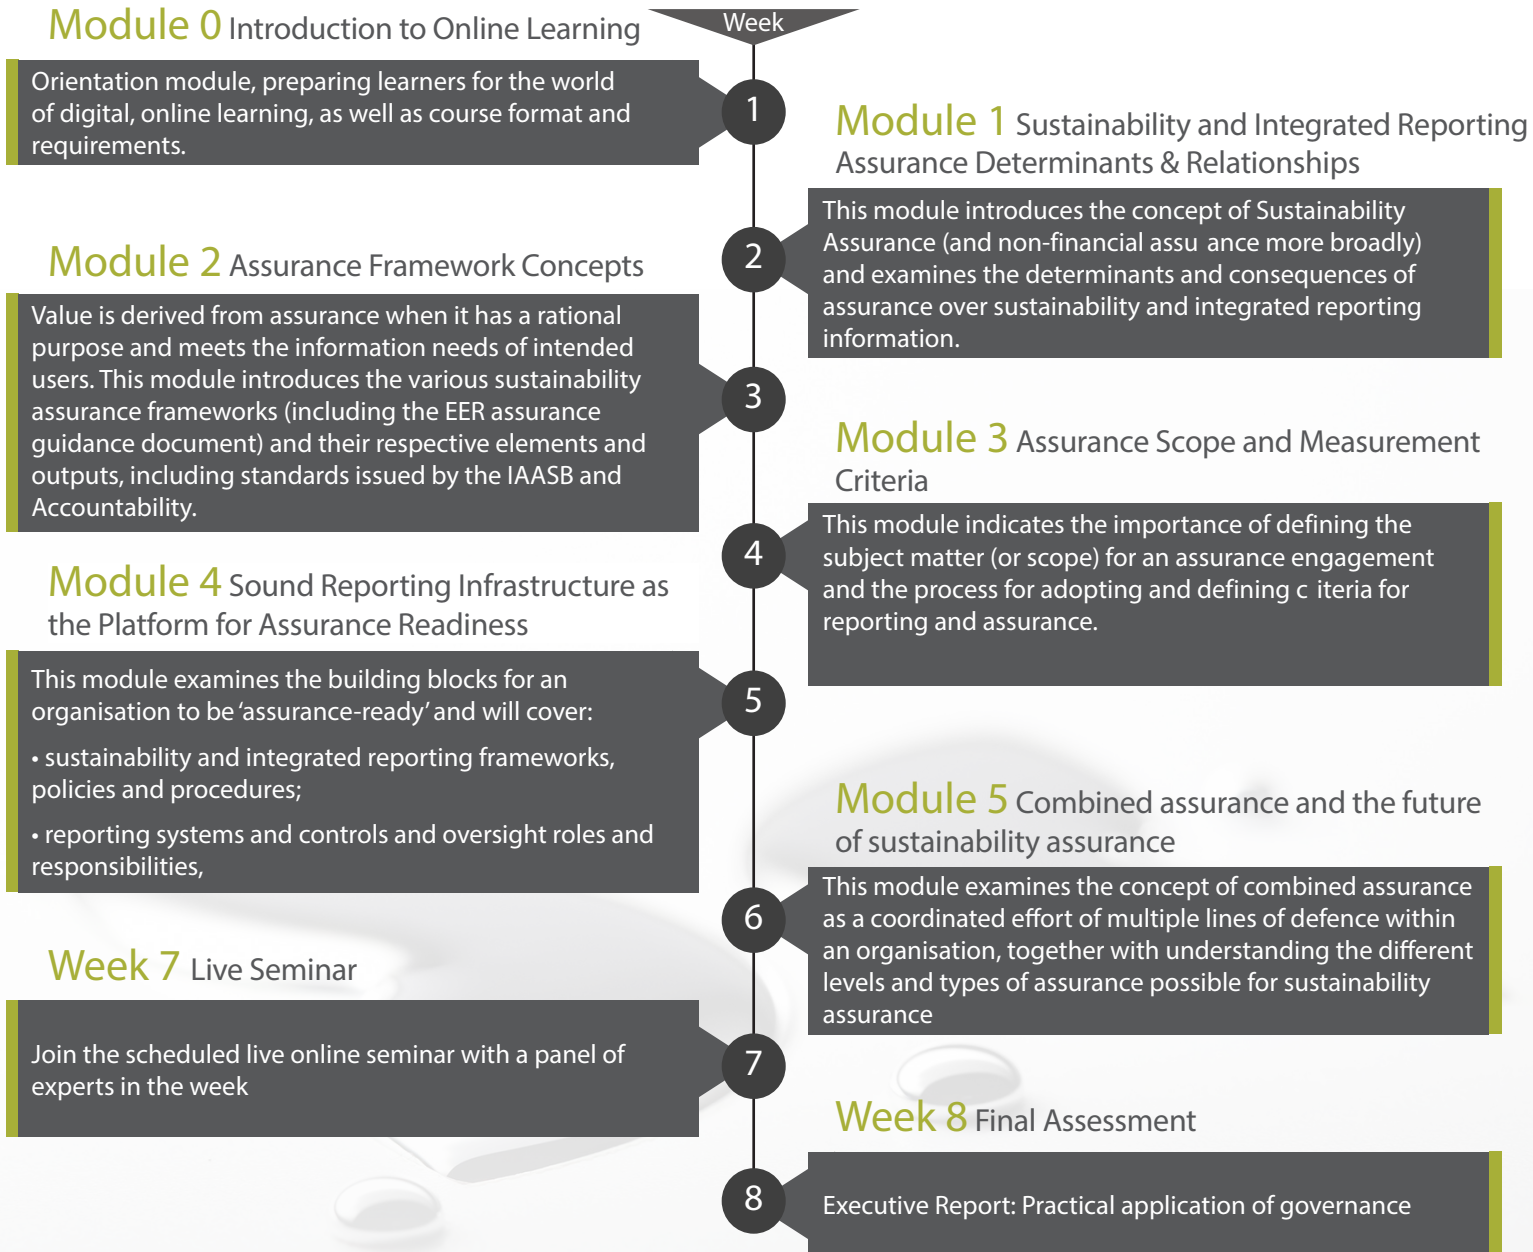 Week
Module 0 Introduction to Online Learning
Orientation module, preparing learners for the world
of digital, online learning, as well as course format and
requirements.
1
Module 1 Sustainability and Integrated Reporting
Assurance Determinants & Relationships
This module introduces the concept of Sustainability
Assurance (and non-financial assu ance more broadly)
and examines the determinants and consequences of
assurance over sustainability and integrated reporting
information.
2
Module 2 Assurance Framework Concepts
Value is derived from assurance when it has a rational
purpose and meets the information needs of intended
users. This module introduces the various sustainability
assurance frameworks (including the EER assurance
guidance document) and their respective elements and
outputs, including standards issued by the IAASB and
Accountability.
3
Module 3 Assurance Scope and Measurement
Criteria
This module indicates the importance of defining the
subject matter (or scope) for an assurance engagement
and the process for adopting and defining c iteria for
reporting and assurance.
4
Module 4 Sound Reporting Infrastructure as
the Platform for Assurance Readiness
This module examines the building blocks for an
organisation to be 'assurance-ready' and will cover:
• sustainability and integrated reporting frameworks,
policies and procedures;
• reporting systems and controls and oversight roles and
responsibilities,
5
Module 5 Combined assurance and the future
of sustainability assurance
This module examines the concept of combined assurance
as a coordinated effort of multiple lines of defence within
an organisation, together with understanding the different
levels and types of assurance possible for sustainability
assurance
6
Week 7 Live Seminar
Join the scheduled live online seminar with a panel of
experts in the week
7
Week 8 Final Assessment
Executive Report: Practical application of governance
8